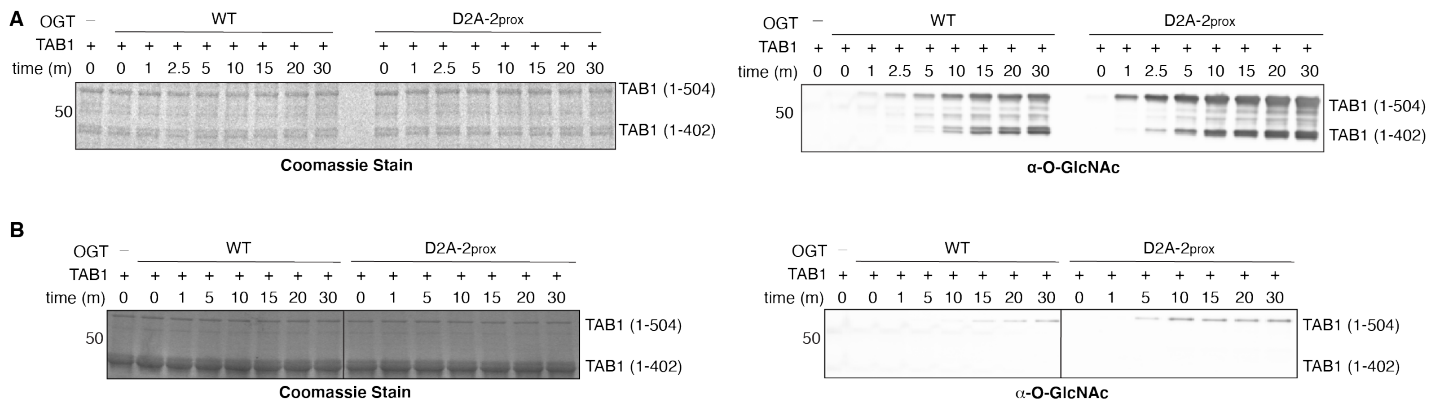 A
OGT – WT D2A-2prox
TAB1 + + + + + + + + + + + + + + + + +
time (m) 0 0 1 2.5 5 10 15 20 30 0 1 2.5 5 10 15 20 30
50
TAB1 (1-504)
TAB1 (1-402)
Coomassie Stain
OGT – WT D2A-2prox
TAB1 + + + + + + + + + + + + + + + + +
time (m) 0 0 1 2.5 5 10 15 20 30 0 1 2.5 5 10 15 20 30
50
TAB1 (1-504)
TAB1 (1-402)
α-O-GlcNAc
B
OGT – WT D2A-2prox
TAB1 + + + + + + + + + + + + + + +
time (m) 0 0 1 5 10 15 20 30 0 1 5 10 15 20 30
50
TAB1 (1-504)
TAB1 (1-402)
Coomassie Stain
OGT – WT D2A-2prox
TAB1 + + + + + + + + + + + + + + +
time (m) 0 0 1 5 10 15 20 30 0 1 5 10 15 20 30
50
TAB1 (1-504)
TAB1 (1-402)
α-O-GlcNAc